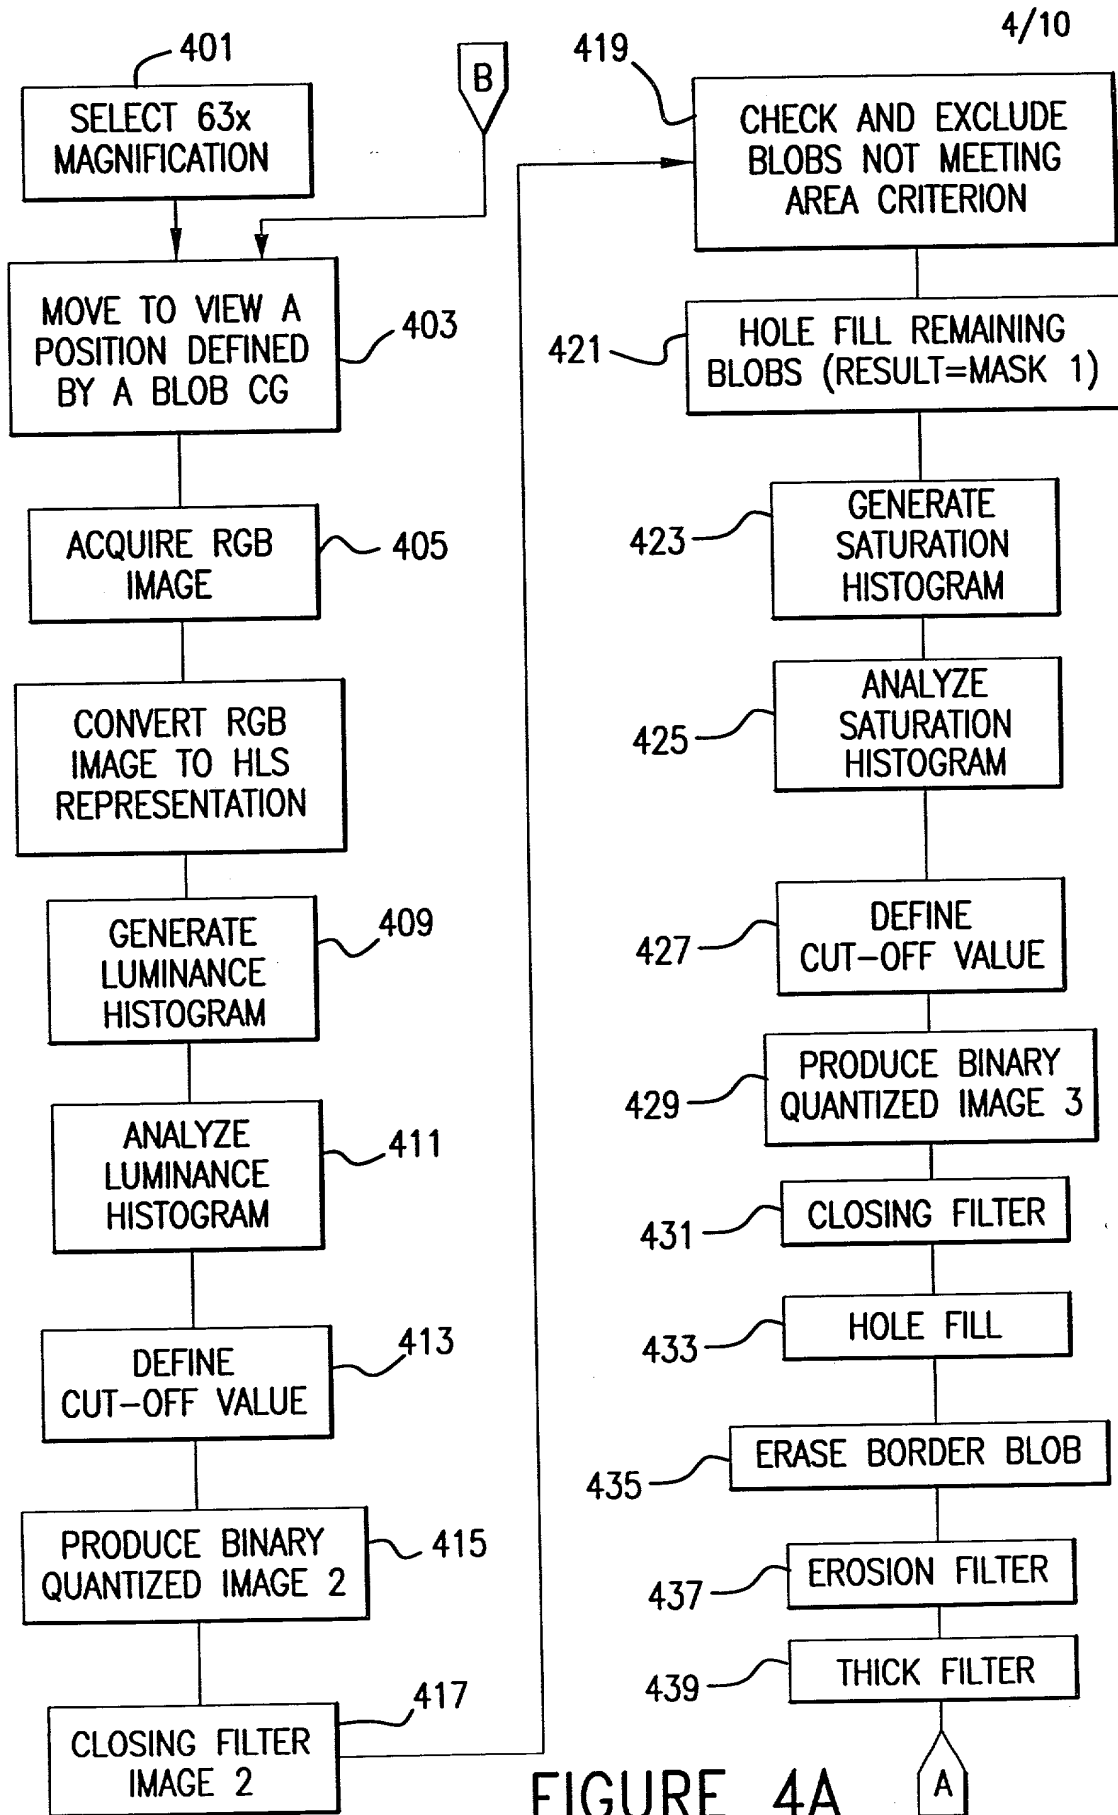 4/10
401
SELECT 63x
MAGNIFICATION
B
MOVE TO VIEW A
POSITION DEFINED
BY A BLOB CG
403
ACQUIRE RGB
IMAGE
405
CONVERT RGB
IMAGE TO HLS
REPRESENTATION
GENERATE
LUMINANCE
HISTOGRAM
409
ANALYZE
LUMINANCE
HISTOGRAM
411
DEFINE
CUT-OFF VALUE
413
PRODUCE BINARY
QUANTIZED IMAGE 2
415
CLOSING FILTER
IMAGE 2
417
419
CHECK AND EXCLUDE
BLOBS NOT MEETING
AREA CRITERION
421
HOLE FILL REMAINING
BLOBS (RESULT=MASK 1)
423
GENERATE
SATURATION
HISTOGRAM
425
ANALYZE
SATURATION
HISTOGRAM
427
DEFINE
CUT-OFF VALUE
429
PRODUCE BINARY
QUANTIZED IMAGE 3
431
CLOSING FILTER
433
HOLE FILL
435
ERASE BORDER BLOB
437
EROSION FILTER
439
THICK FILTER
A
FIGURE 4A